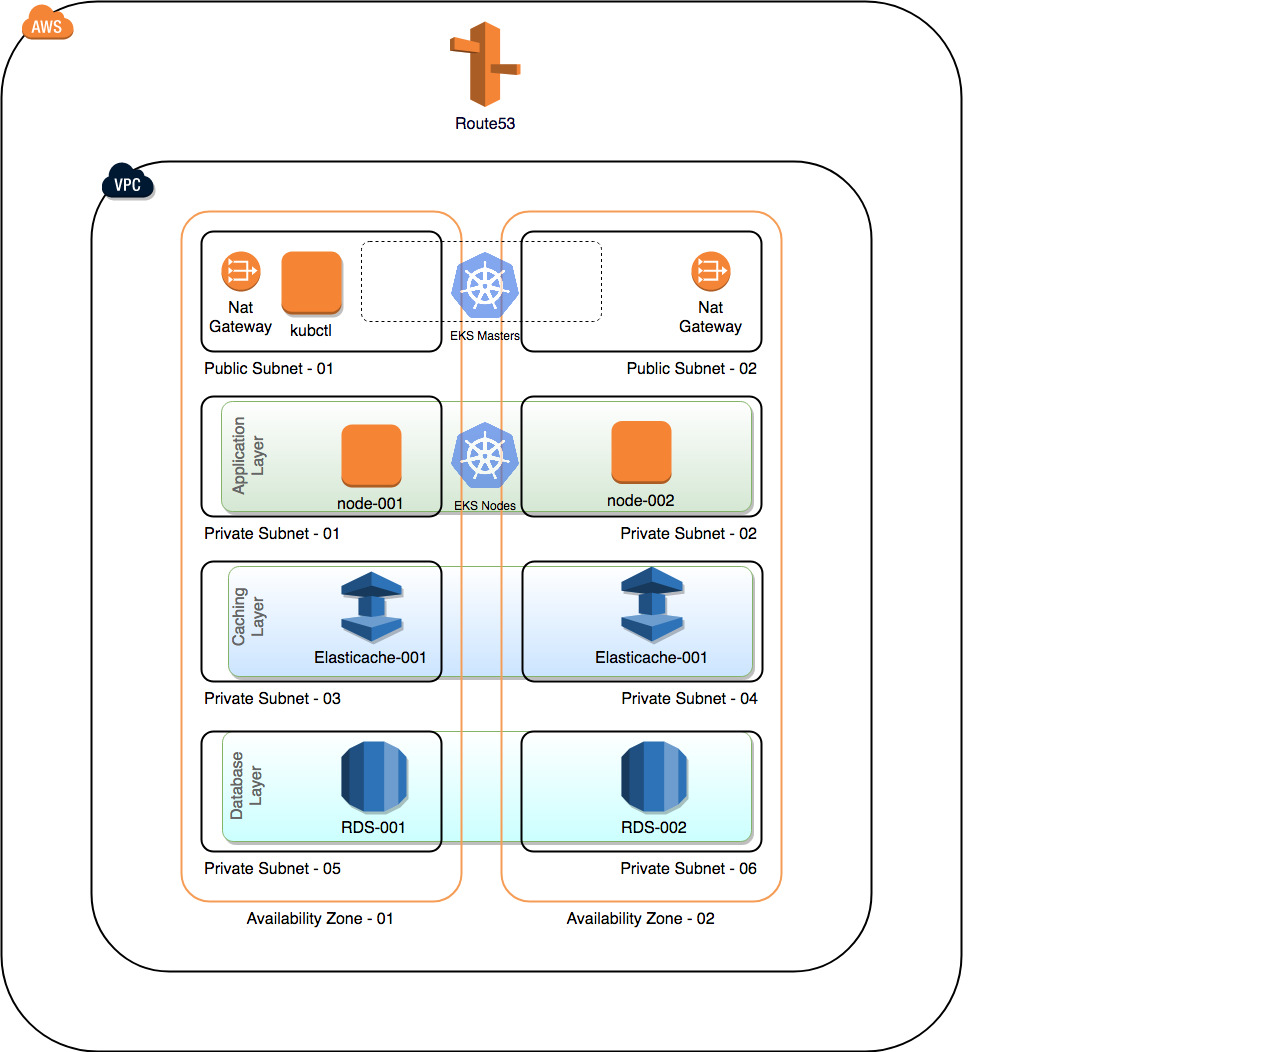 AWS
Route53
VPC
Nat
Gateway
kubctl
EKS Masters
Nat
Gateway
Public Subnet - 01
Public Subnet - 02
Application
Layer
node-001
EKS Nodes
node-002
Private Subnet - 01
Private Subnet - 02
Caching
Layer
Elasticache-001
Elasticache-001
Private Subnet - 03
Private Subnet - 04
Database
Layer
RDS-001
RDS-002
Private Subnet - 05
Private Subnet - 06
Availability Zone - 01
Availability Zone - 02